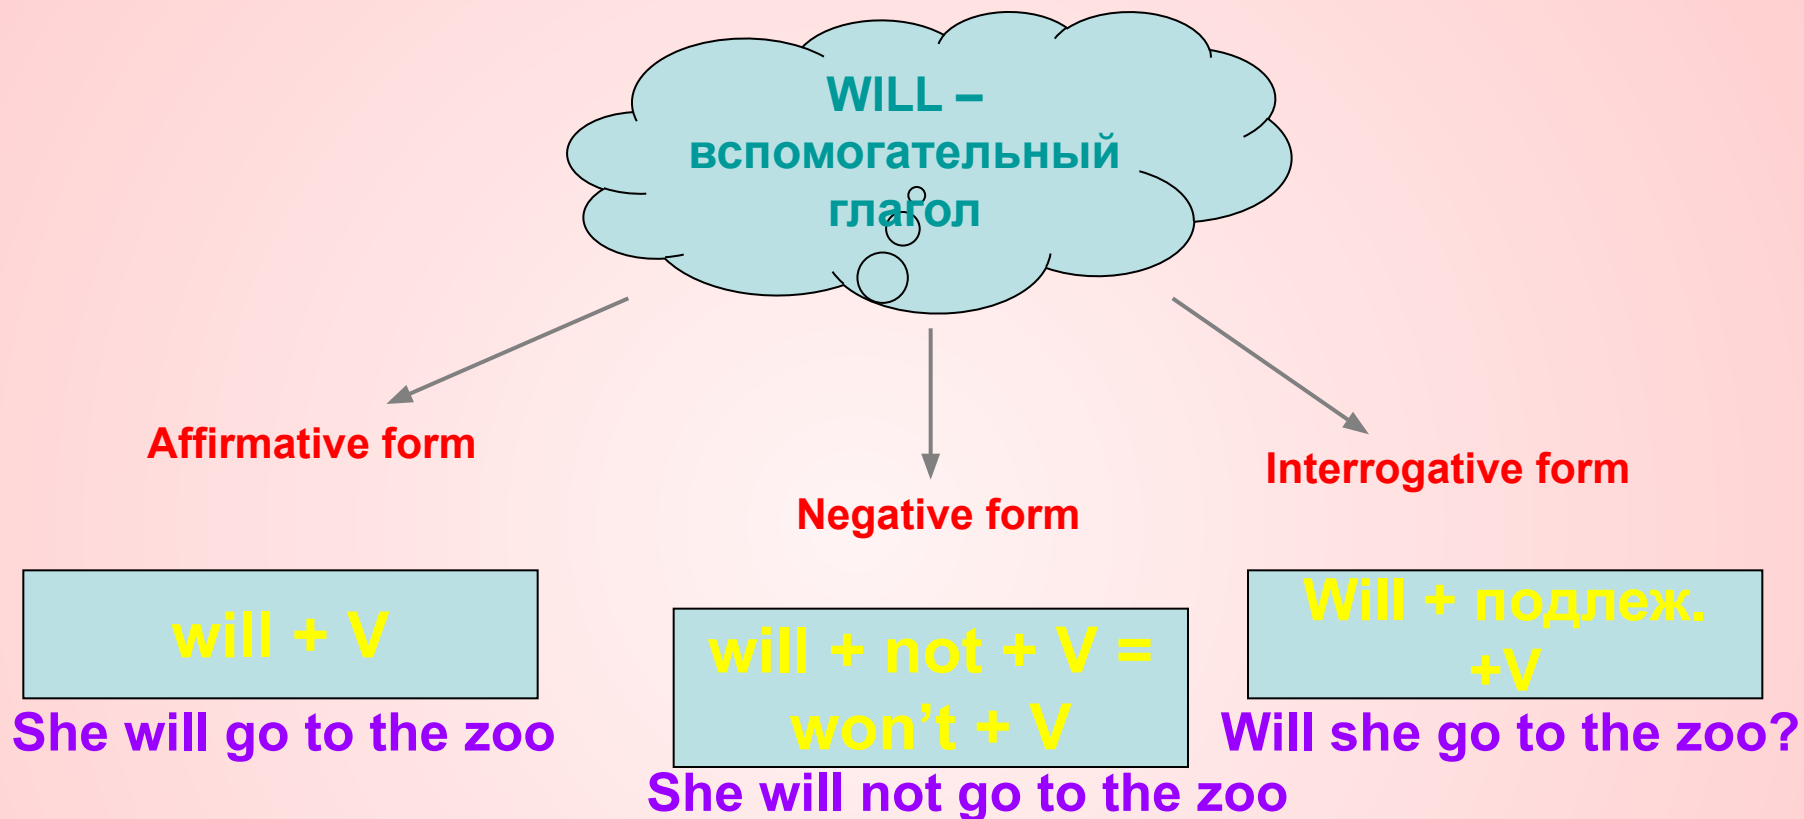 WILL –
вспомогательный
глагол
Affirmative form
Negative form
Interrogative form
will + V
She will go to the zoo
will + not + V =
won’t + V
She will not go to the zoo
Will + подлеж.
+V
Will she go to the zoo?